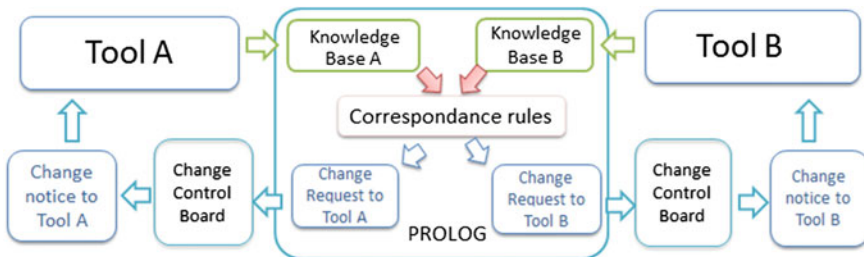 Tool A
Knowledge
Base A
Knowledge
Base B
Tool B
Correspondance rules
Change
notice to
Tool A
Change
Control
Board
Change
Request to
Tool A
Change
Request to
Tool B
Change
Control
Board
Change
notice to
Tool B
PROLOG